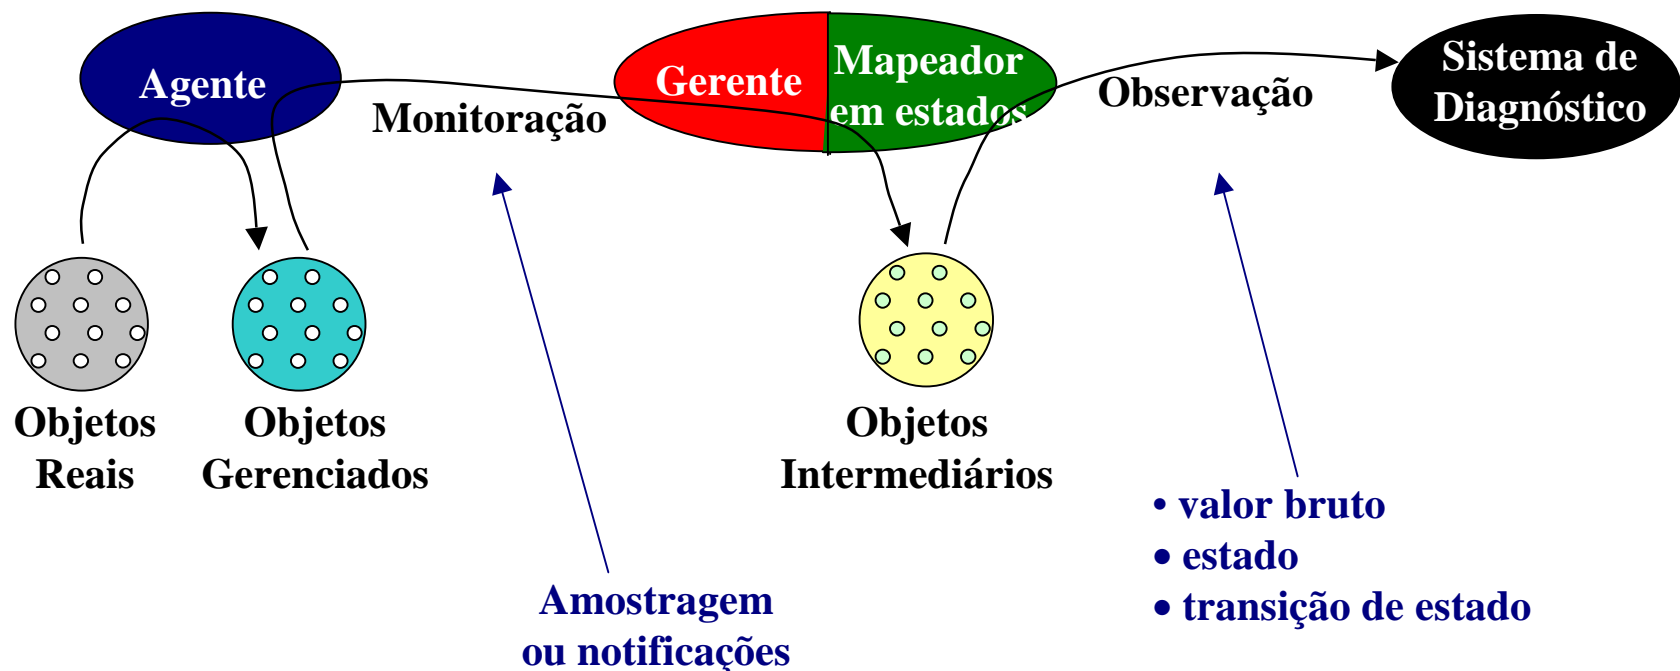 Agente
Monitoração
Gerente
Mapeador
em estados
Observação
Sistema de
Diagnóstico
Objetos
Reais
Objetos
Gerenciados
Objetos
Intermediários
Amostragem
ou notificações
• valor bruto
• estado
• transição de estado